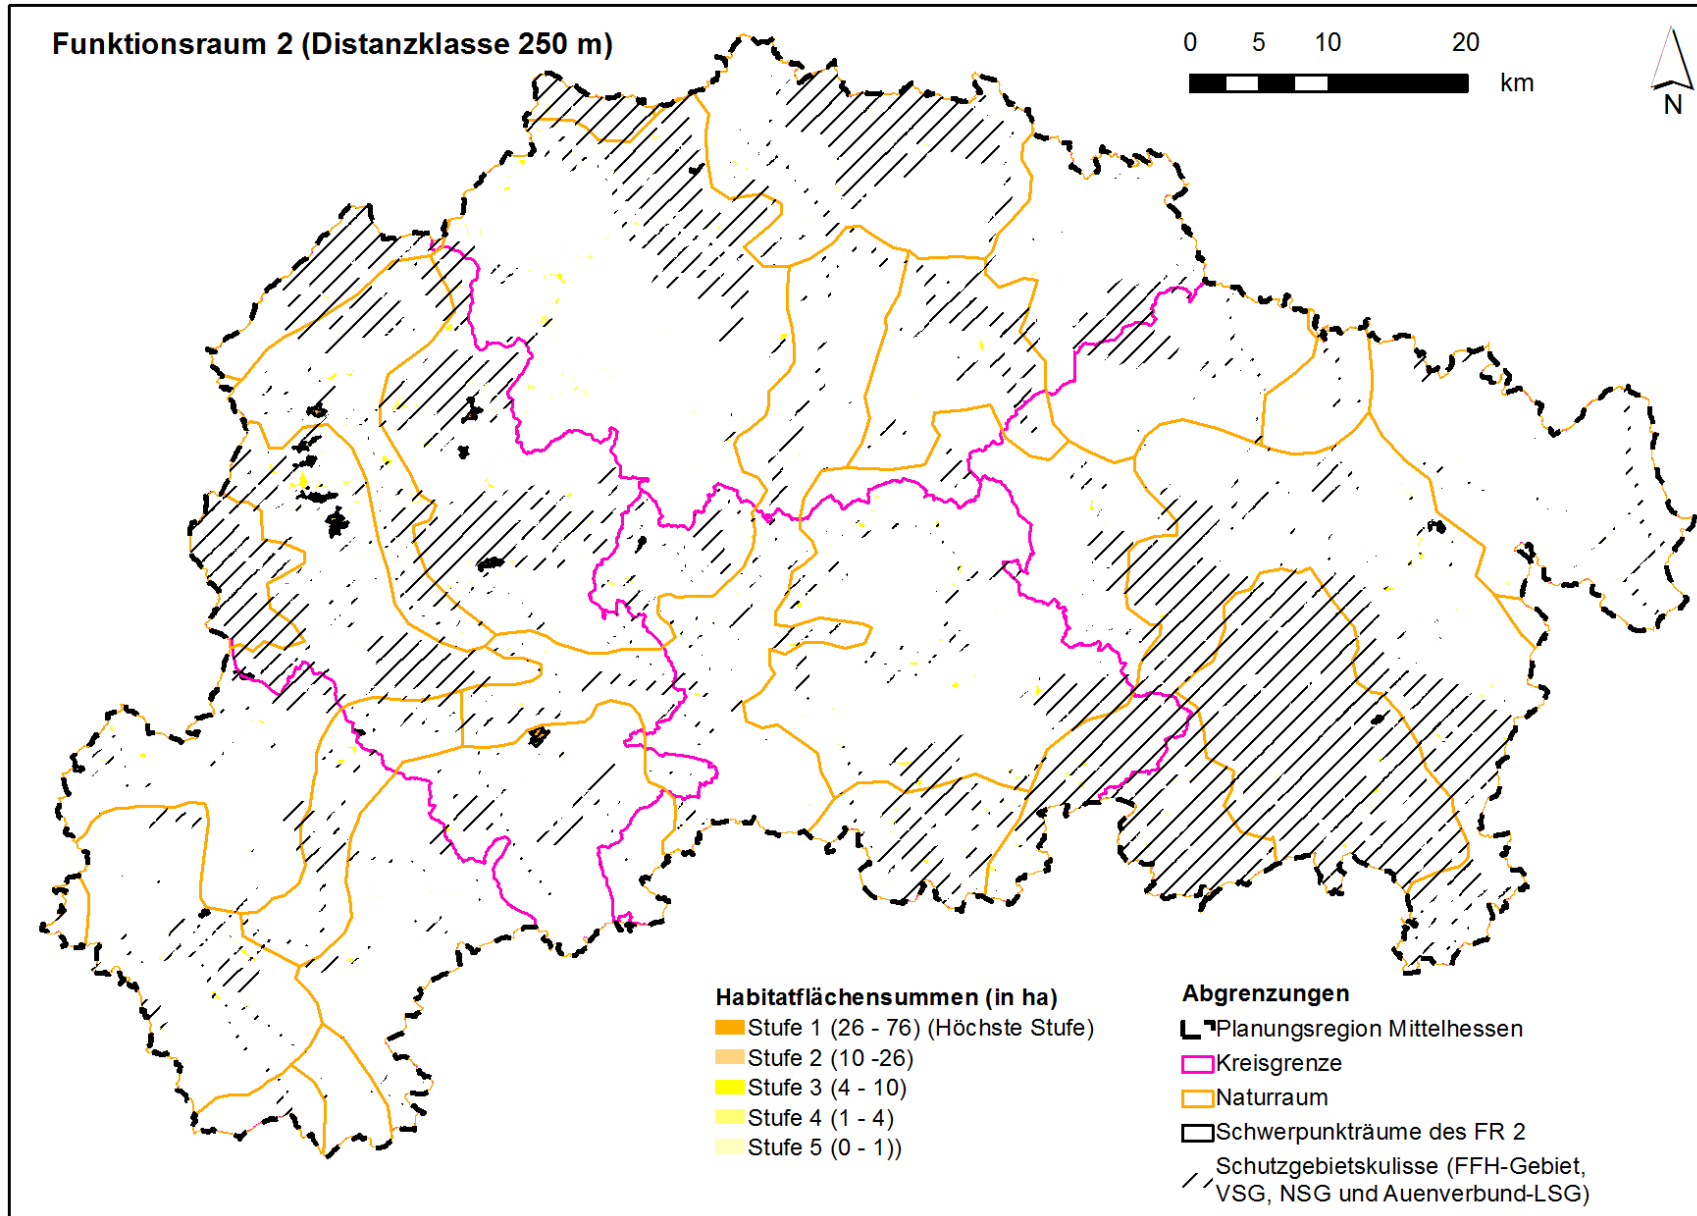 Funktionsraum 2 (Distanzklasse 250 m)
0 5 10 20
km
N
Habitatflächensummen (in ha)
Stufe 1 (26 - 76) (Höchste Stufe)
Stufe 2 (10 -26)
Stufe 3 (4 - 10)
Stufe 4 (1 - 4)
Stufe 5 (0 - 1))
Abgrenzungen
Planungsregion Mittelhessen
Kreisgrenze
Naturraum
Schwerpunkträume des FR 2
Schutzgebietskulisse (FFH-Gebiet,
VSG, NSG und Auenverbund-LSG)